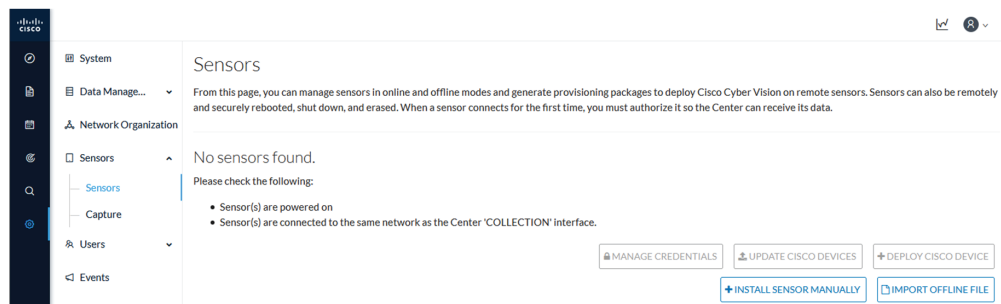 cisco
System
Data Manage...
Network Organization
Sensors
Sensors
Capture
Users
Events
Sensors
From this page, you can manage sensors in online and offline modes and generate provisioning packages to deploy Cisco Cyber Vision on remote sensors. Sensors can also be remotely
and securely rebooted, shut down, and erased. When a sensor connects for the first time, you must authorize it so the Center can receive its data.
No sensors found.
Please check the following:
• Sensor(s) are powered on
• Sensor(s) are connected to the same network as the Center 'COLLECTION' interface.
MANAGE CREDENTIALS UPDATE CISCO DEVICES + DEPLOY CISCO DEVICE
+ INSTALL SENSOR MANUALLY IMPORT OFFLINE FILE